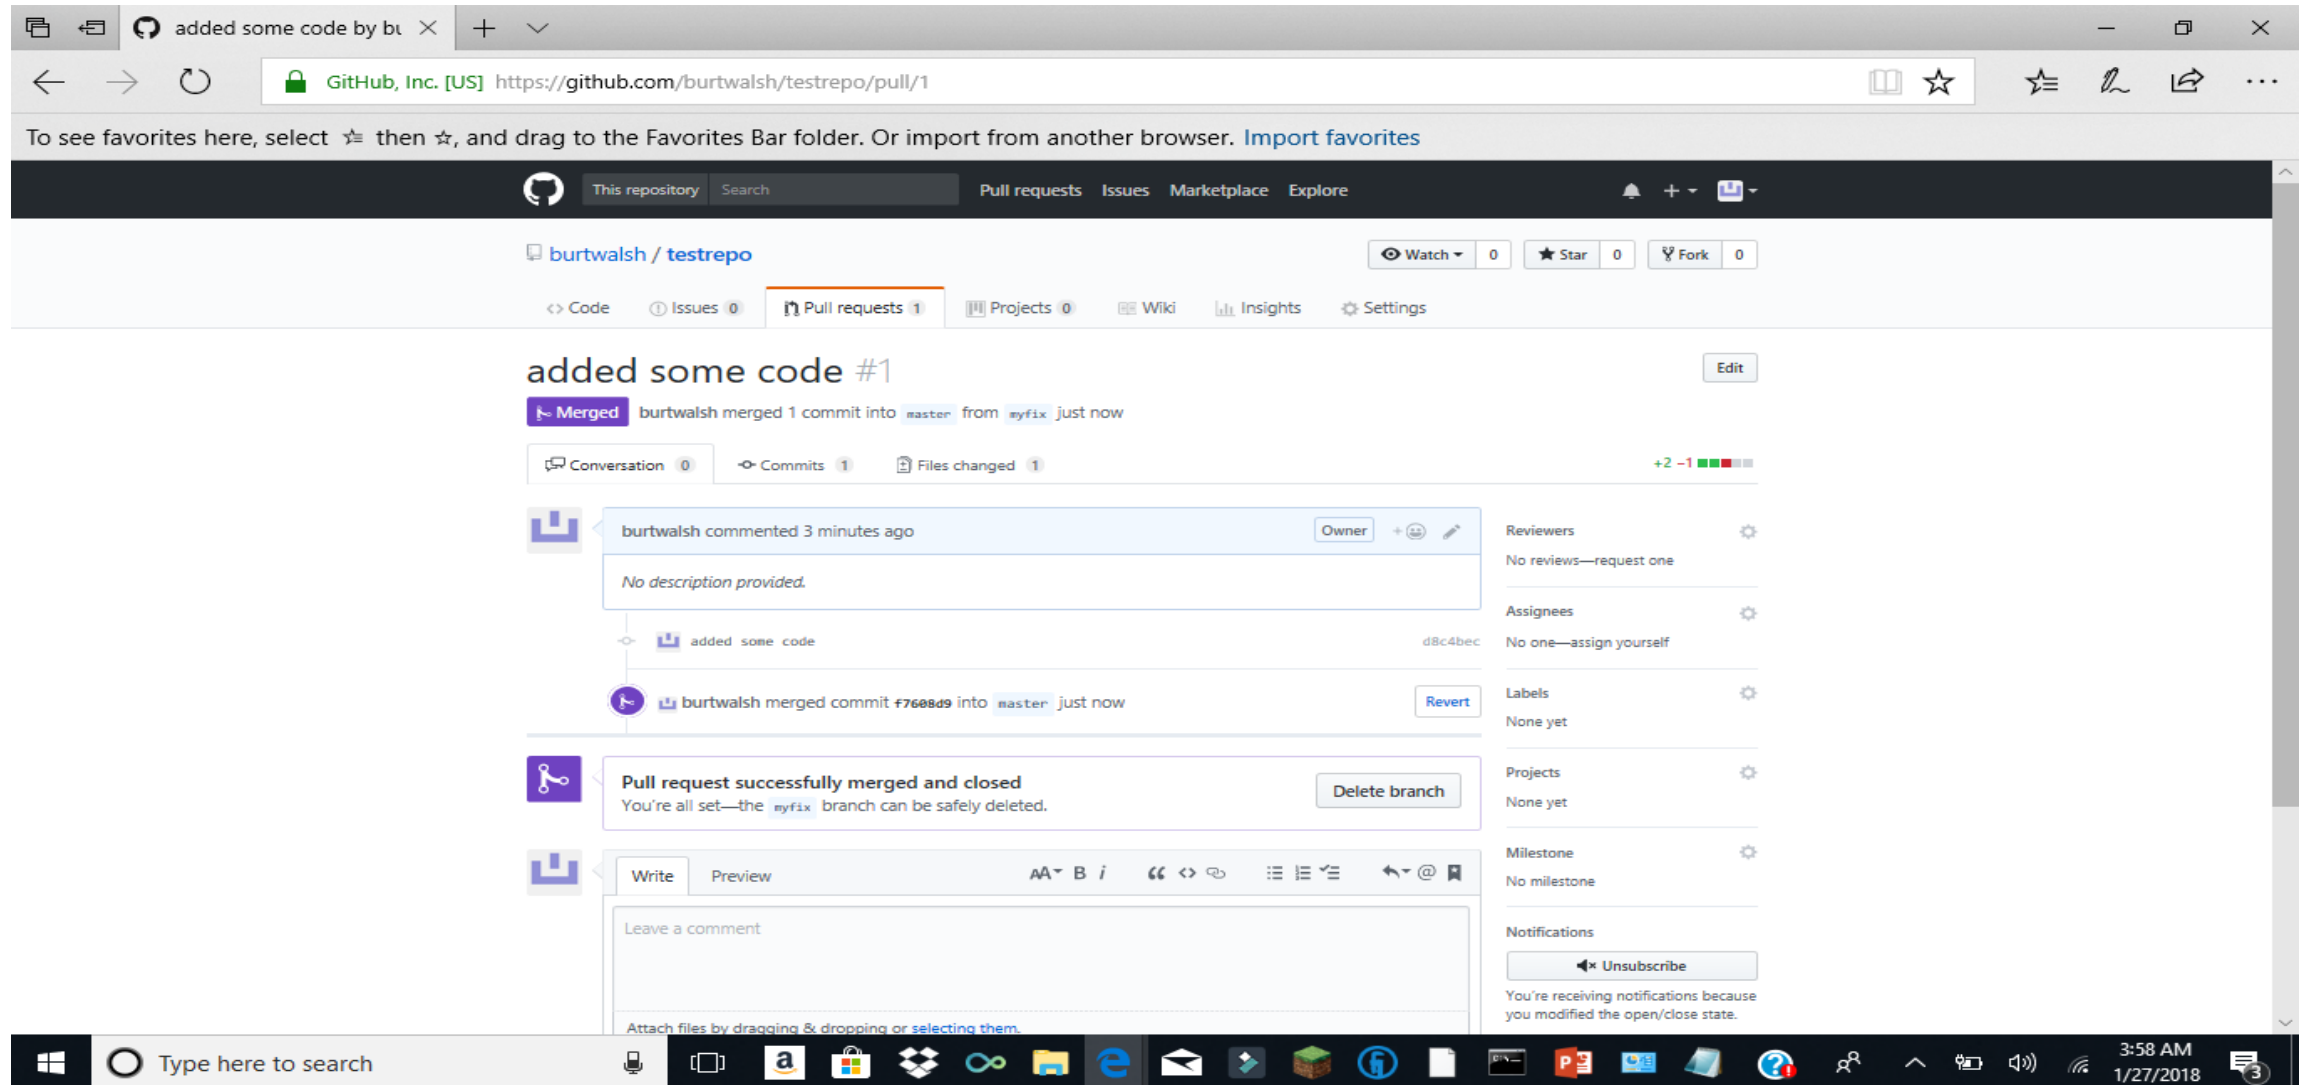 added some code by bu
GitHub, Inc. [US] https://github.com/burtwalsh/testrepo/pull/1
To see favorites here, select then , and drag to the Favorites Bar folder. Or import from another browser. Import favorites
This repository Search Pull requests Issues Marketplace Explore
burtwalsh / testrepo Watch 0 Star 0 Fork 0
Code Issues 0 Pull requests 1 Projects 0 Wiki Insights Settings
added some code #1 Edit
Merged burtwalsh merged 1 commit into master from myfix just now
Conversation 0 Commits 1 Files changed 1 +2 −1
burtwalsh commented 3 minutes ago Owner
No description provided.
added some code d8c4bec
burtwalsh merged commit f7608d9 into master just now Revert
Pull request successfully merged and closed
You're all set—the myfix branch can be safely deleted.
Delete branch
Write Preview AA B i
Leave a comment
Attach files by dragging & dropping or selecting them.
Reviewers
No reviews—request one
Assignees
No one—assign yourself
Labels
None yet
Projects
None yet
Milestone
No milestone
Notifications
Unsubscribe
You're receiving notifications because
you modified the open/close state.
Type here to search
3:58 AM
1/27/2018
3